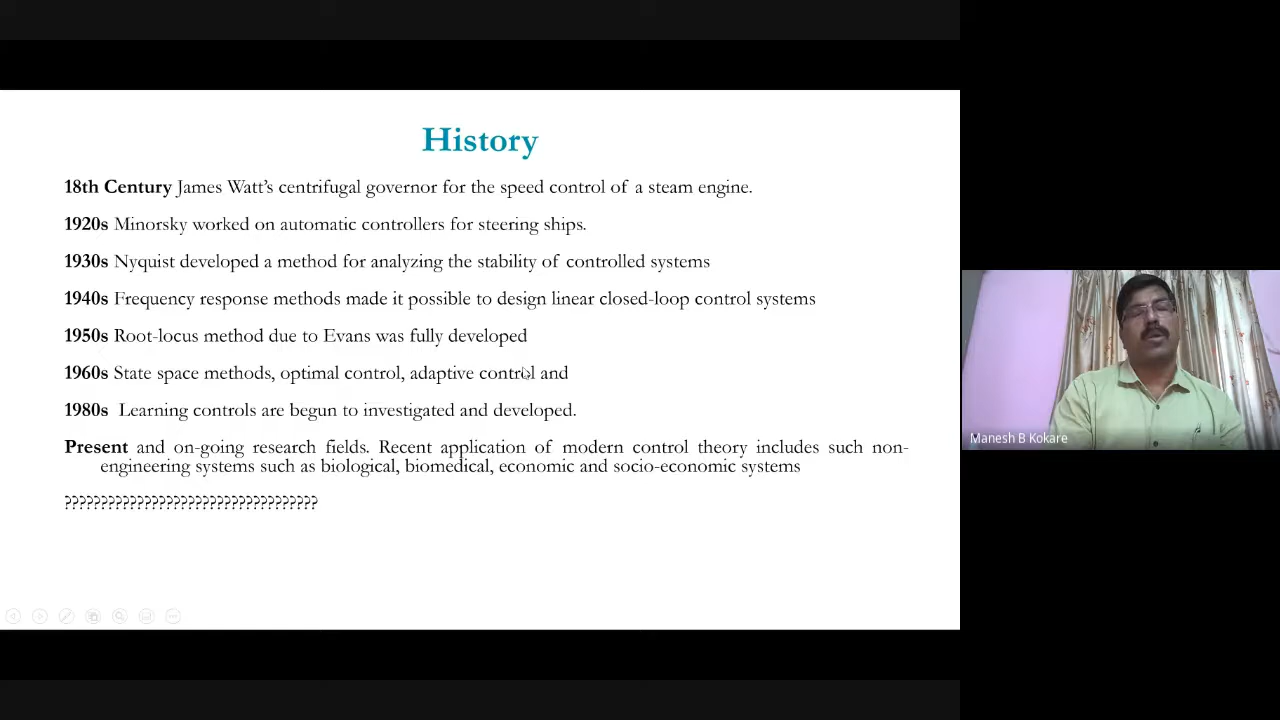 History
18th Century James Watt's centrifugal governor for the speed control of a steam engine.
1920s Minorsky worked on automatic controllers for steering ships.
1930s Nyquist developed a method for analyzing the stability of controlled systems
1940s Frequency response methods made it possible to design linear closed-loop control systems
1950s Root-locus method due to Evans was fully developed
1960s State space methods, optimal control, adaptive control and
1980s Learning controls are begun to investigated and developed.
Present and on-going research fields. Recent application of modern control theory includes such non-
engineering systems such as biological, biomedical, economic and socio-economic systems
???????????????????????????????????
Manesh B Kokare